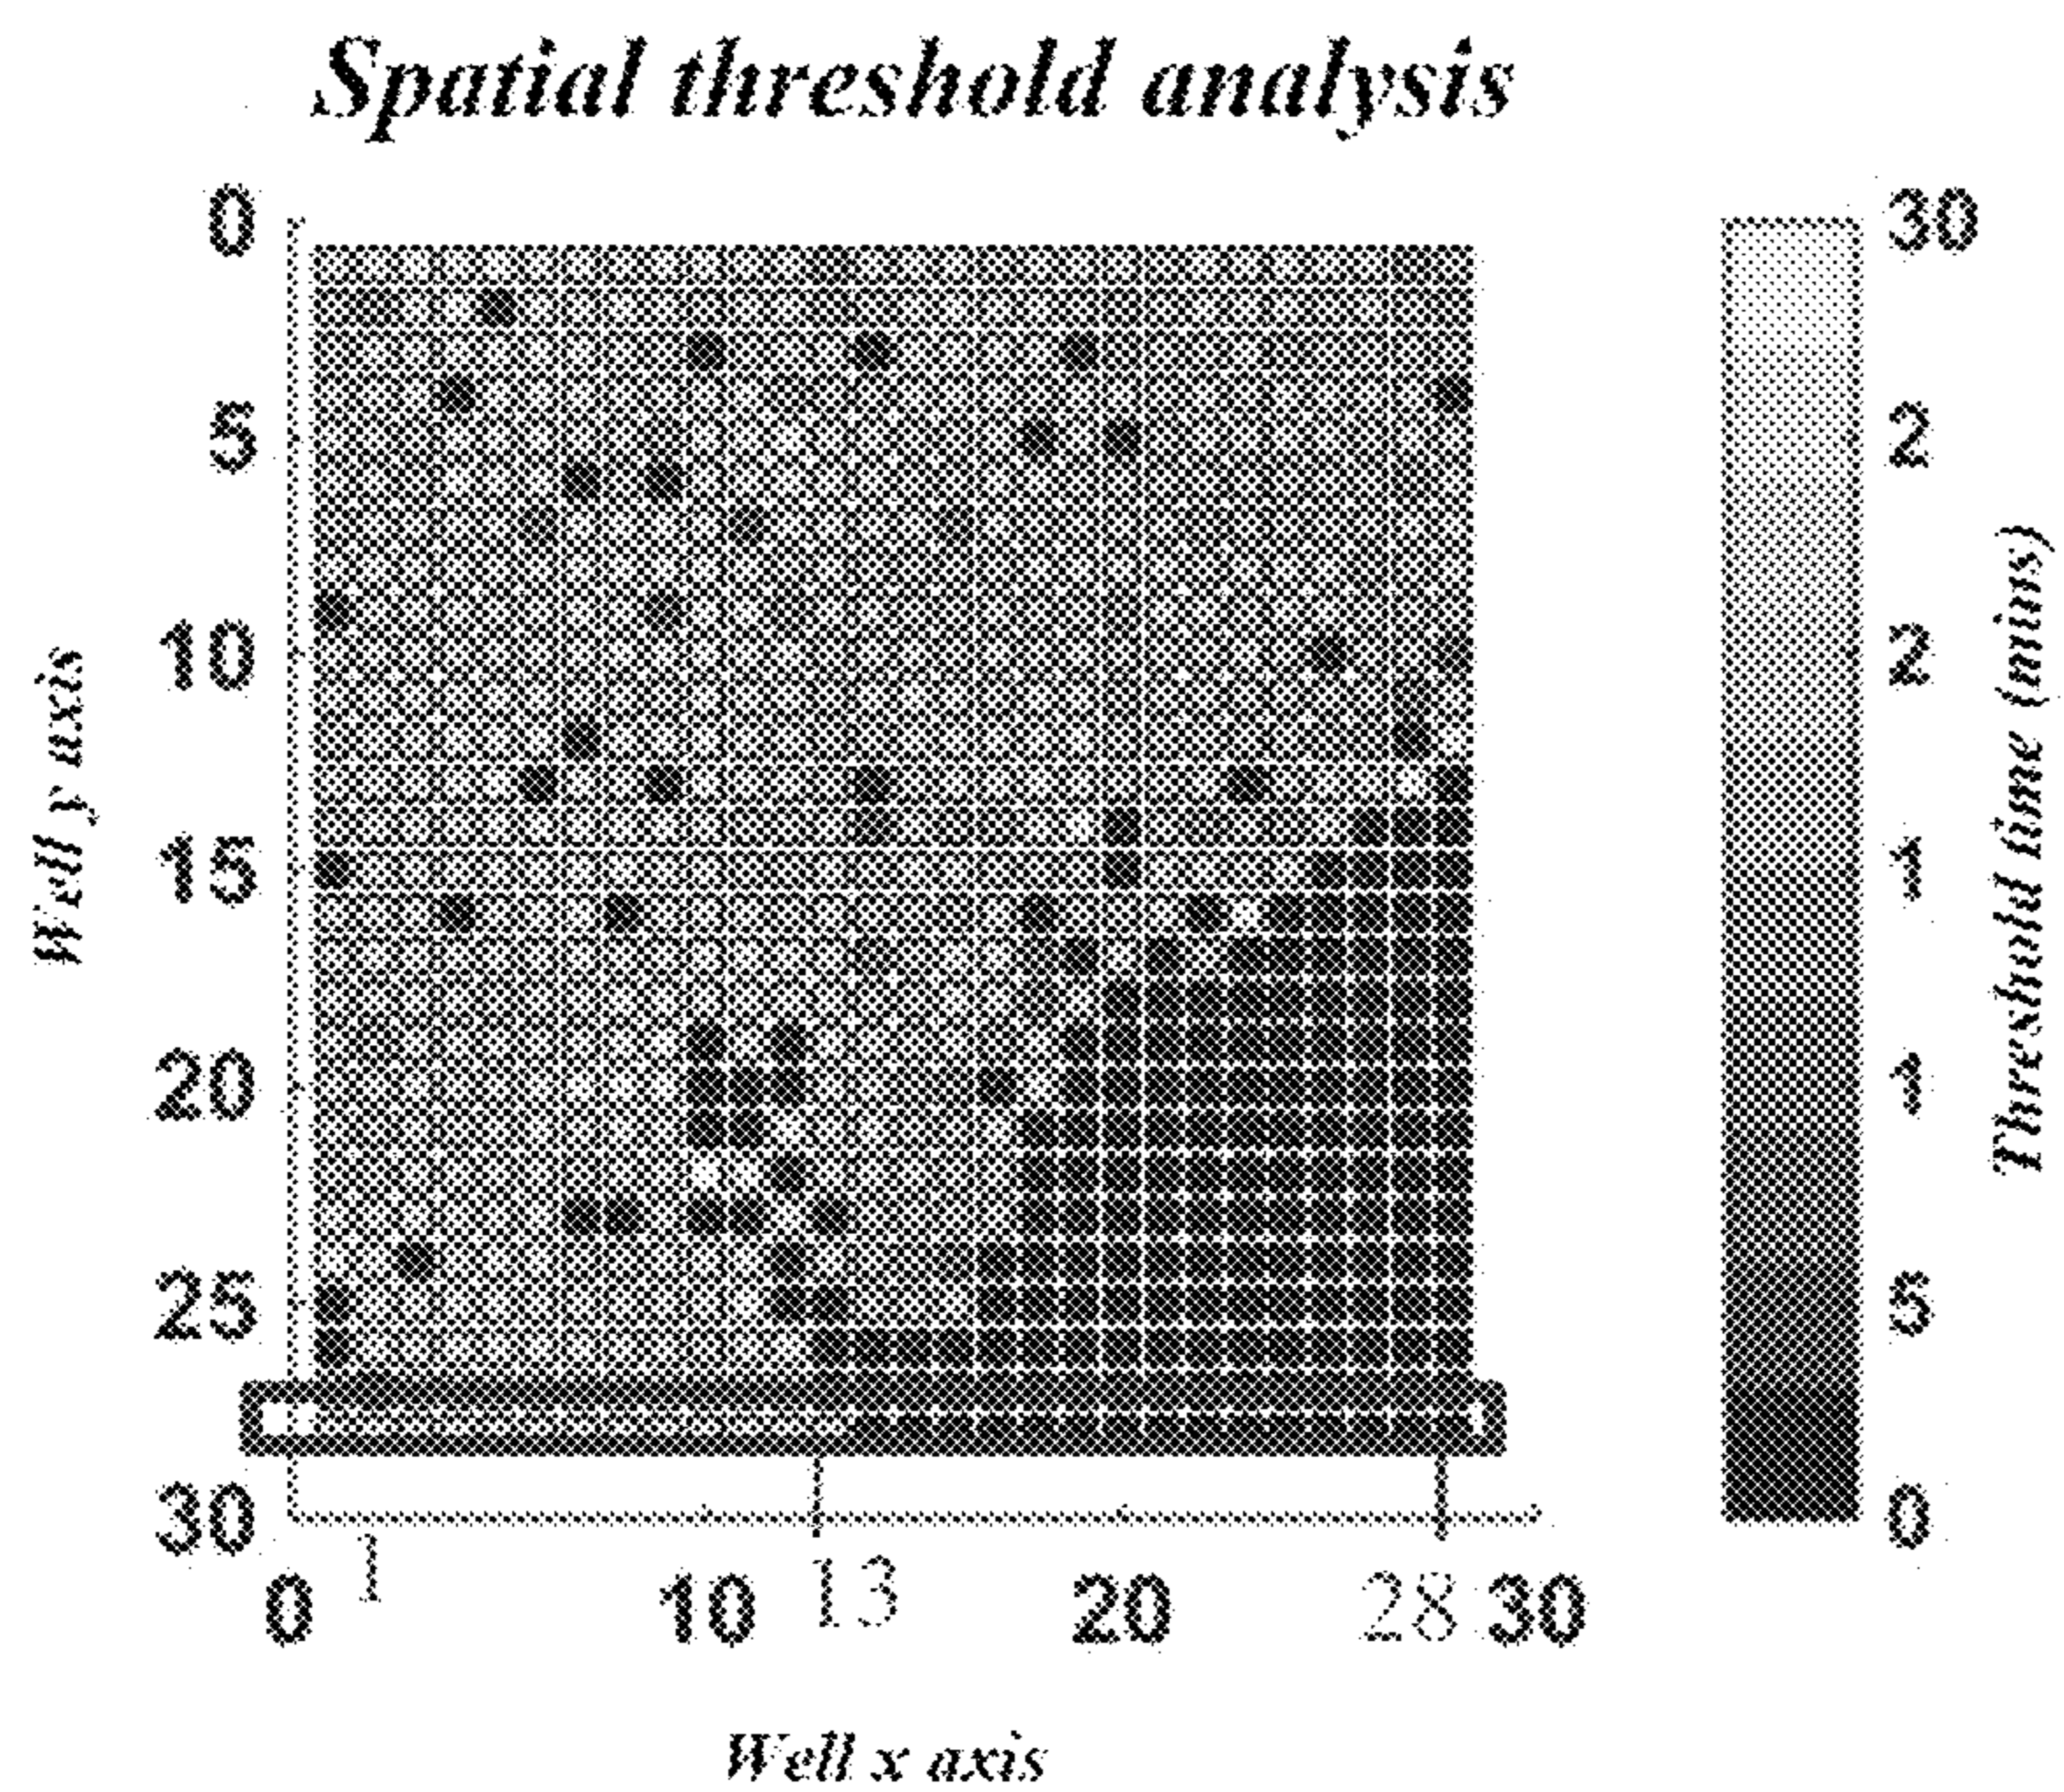 Spatial threshold analysis
0
5
10
15
20
25
30
Well y axis
0 1 10 13 20 28 30
Well x axis
30
2
2
1
1
5
0
Threshold time (mins)